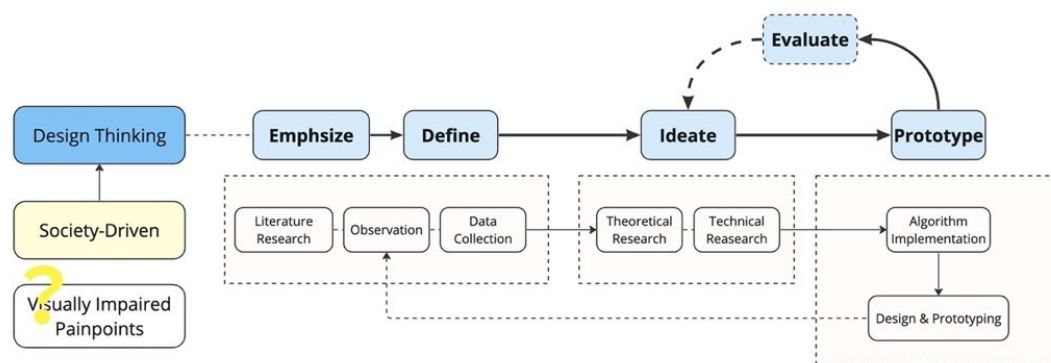 Evaluate
Design Thinking
Emphsize
Define
Ideate
Prototype
Society-Driven
Literature
Research
Observation
Data
Collection
Theoretical
Research
Technical
Reasearch
Algorithm
Implementation
?
Visually Impaired
Painpoints
Design & Prototyping